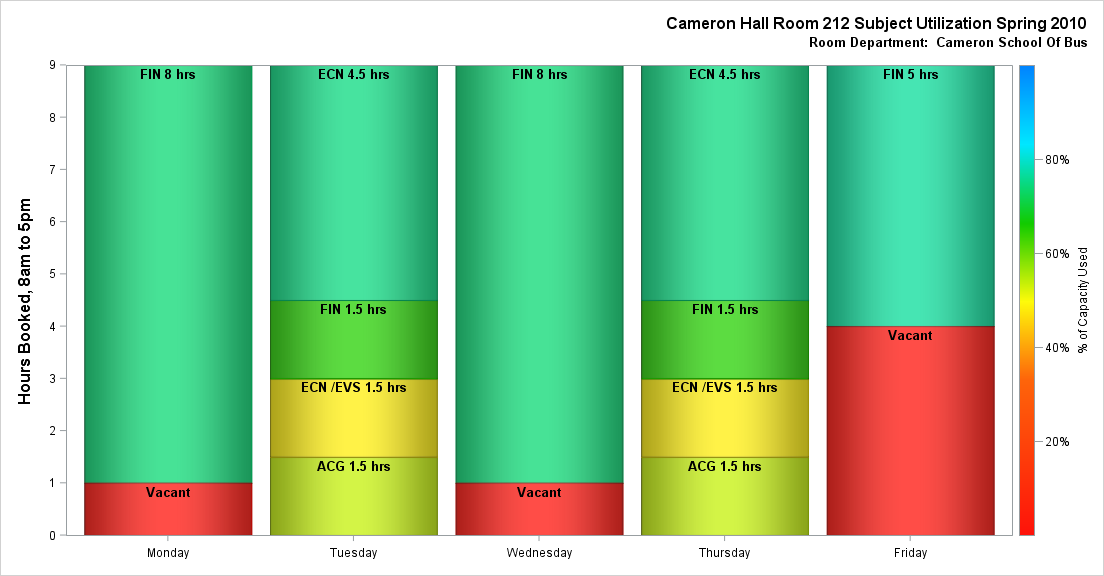 Cameron Hall Room 212 Subject Utilization Spring 2010
Room Department:  Cameron School Of Bus
Hours Booked, 8am to 5pm
9
8
7
6
5
4
3
2
1
0
FIN 8 hrs
Vacant
ECN 4.5 hrs
FIN 1.5 hrs
ECN /EVS 1.5 hrs
ACG 1.5 hrs
FIN 8 hrs
Vacant
ECN 4.5 hrs
FIN 1.5 hrs
ECN /EVS 1.5 hrs
ACG 1.5 hrs
FIN 5 hrs
Vacant
Monday
Tuesday
Wednesday
Thursday
Friday
80%
60%
40%
20%
% of Capacity Used